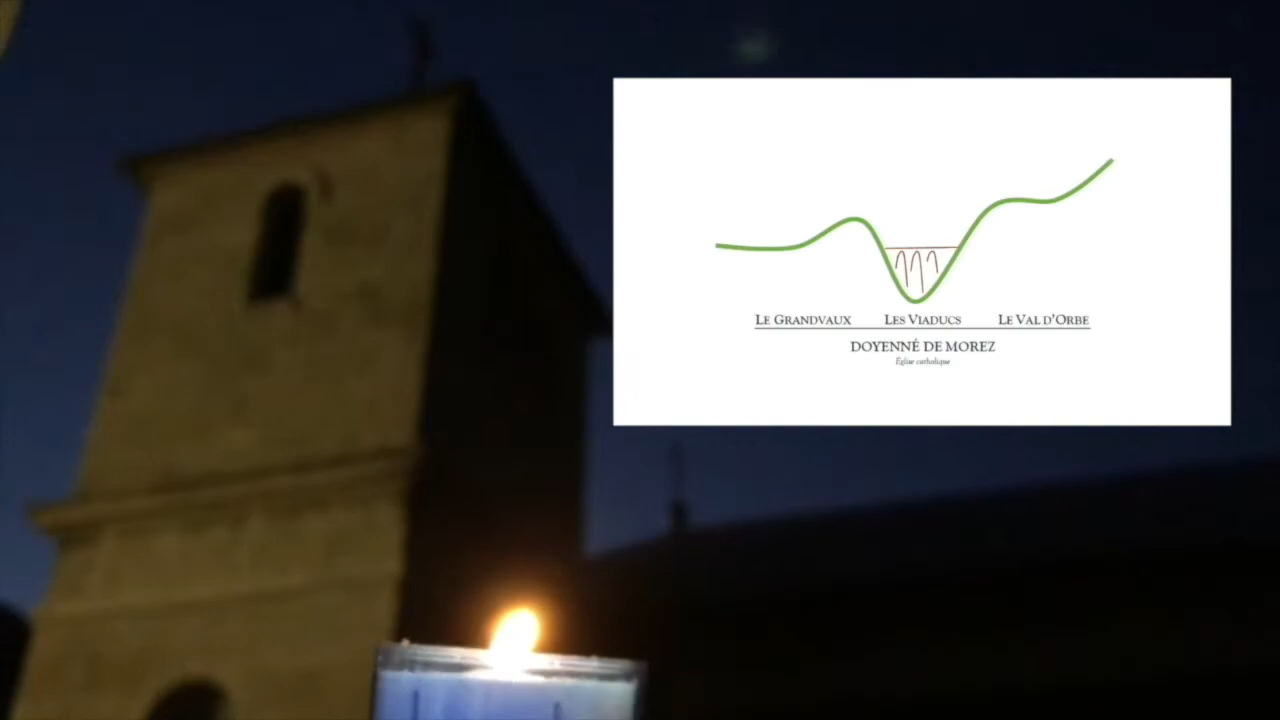 LE GRANDVAUX LES VIADUCS LE VAL D'ORBE
DOYENNÉ DE MOREZ
Église catholique